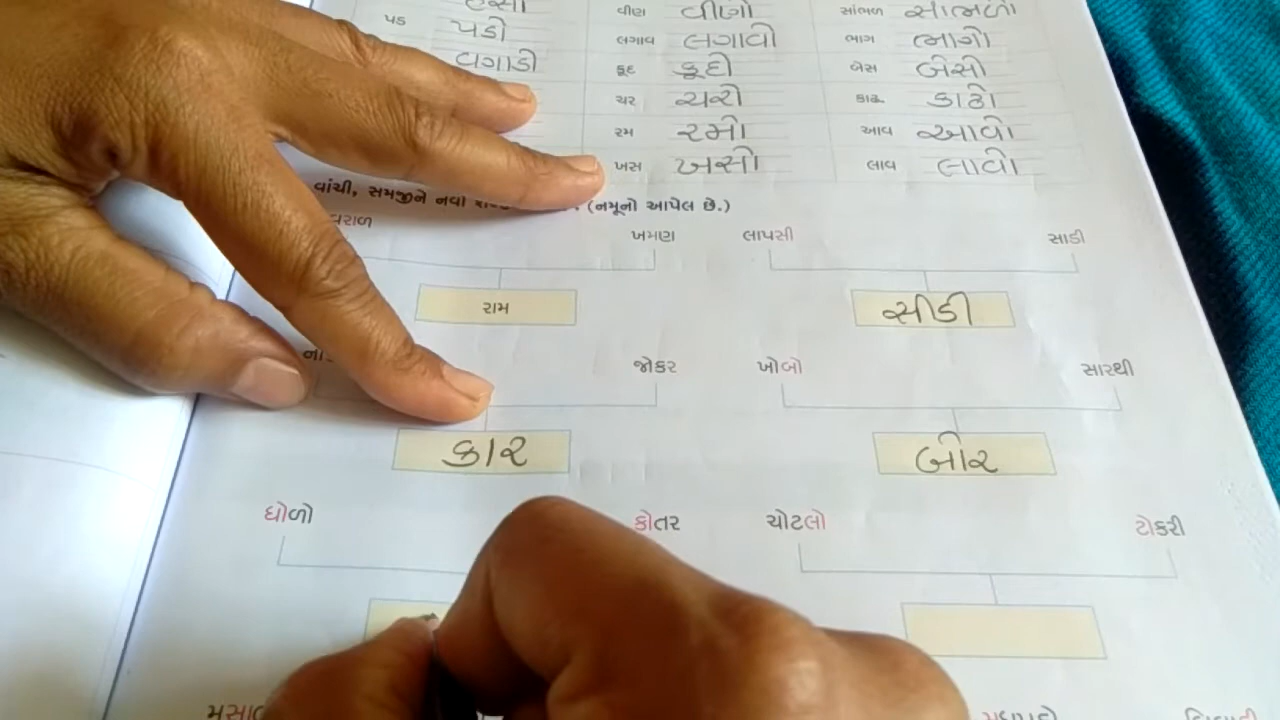 પડ પડો વીણ વીણો સાંભળ સાંભળો
વગાડો લગાવ લગાવો ભાગ ભાગો
કૂદ કૂદો બેસ બેસો
ચર ચરો કાઢ કાઢો
રમ રમો આવ આવો
ખસ ખસો લાવ લાવો
વાંચી, સમજીને નવા (નમૂનો આપેલ છે.)
ખમણ લાપસી સાડી
રામ સીડી
જોકર ખોબો સારથી
કાર બોર
ધોળો કોતર ચોટલો ટોકરી